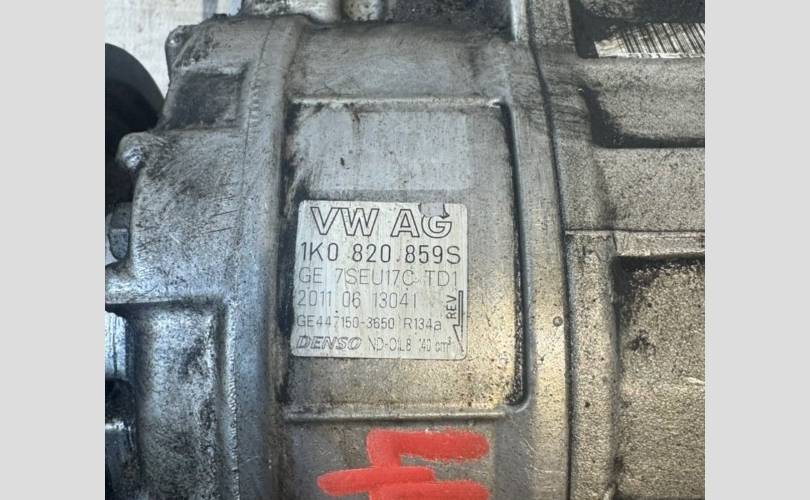 VW AG
1K0 820 859S
GE 7SEU17C TD1
2011 06 13041
REV
GE447150-3650 R134a
DENSO ND-OIL8 140 cm³